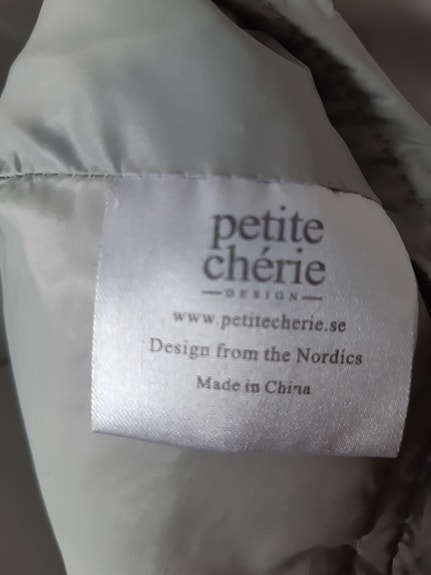 petite
chérie
DESIGN
www.petitecherie.se
Design from the Nordics
Made in China